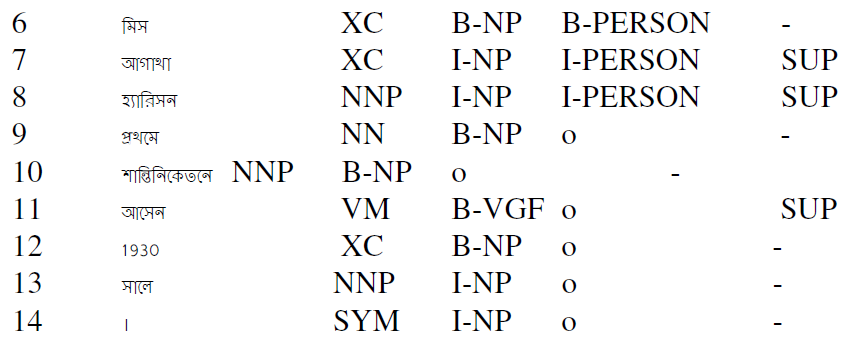 6 মিস XC B-NP B-PERSON -
7 আগাথা XC I-NP I-PERSON SUP
8 হ্যারিসন NNP I-NP I-PERSON SUP
9 প্রথমে NN B-NP o -
10 শান্তিনিকেতনে NNP B-NP o -
11 আসেন VM B-VGF o SUP
12 1930 XC B-NP o -
13 সালে NNP I-NP o -
14 । SYM I-NP o -